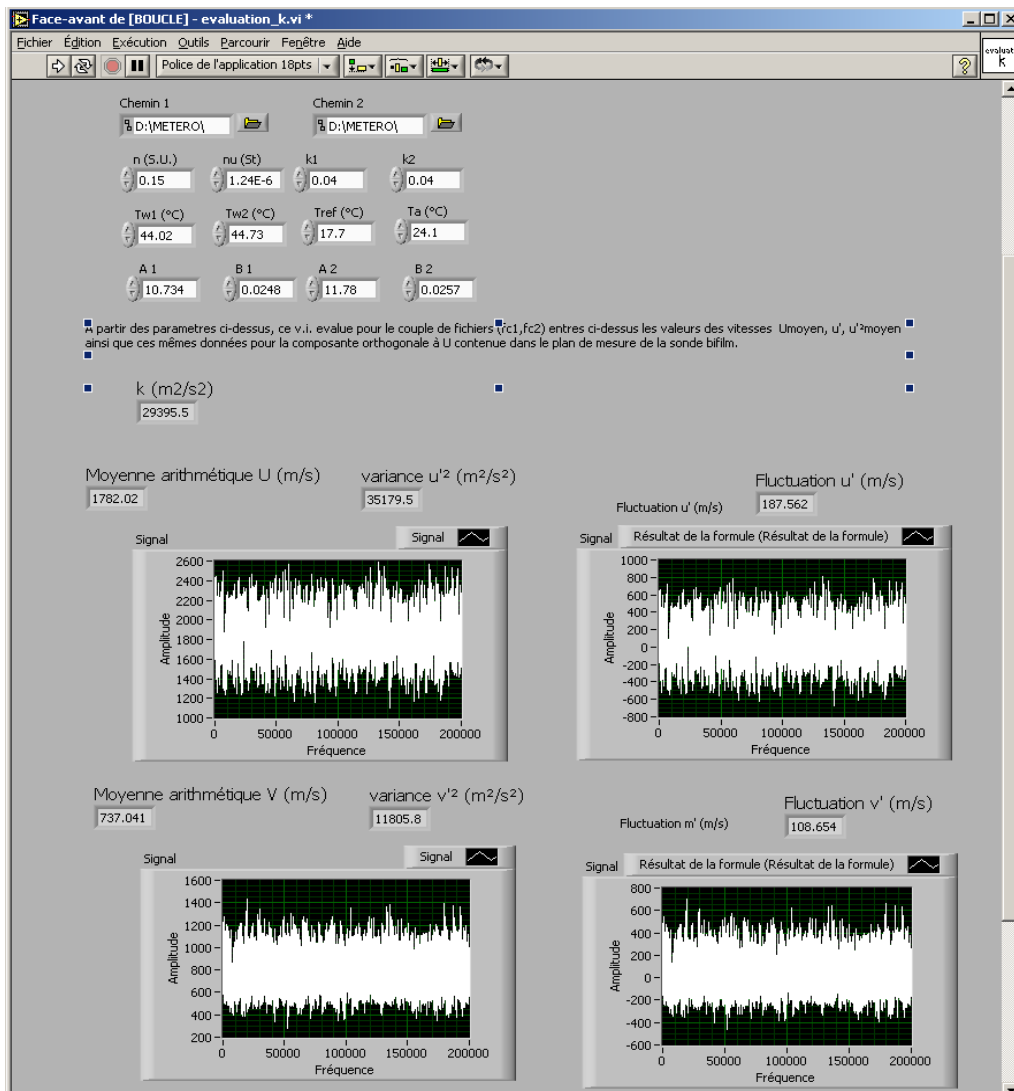 Face-avant de [BOUCLE] - evaluation_k.vi *
Fichier Édition Exécution Outils Parcourir Fenêtre Aide
Police de l'application 18pts
?
evaluat
k
Chemin 1 Chemin 2
D:\METERO\ D:\METERO\
n (S.U.) nu (St) k1 k2
0.15 1.24E-6 0.04 0.04
Tw1 (°C) Tw2 (°C) Tref (°C) Ta (°C)
44.02 44.73 17.7 24.1
A 1 B 1 A 2 B 2
10.734 0.0248 11.78 0.0257
A partir des parametres ci-dessus, ce v.i. evalue pour le couple de fichiers (fc1,fc2) entres ci-dessus les valeurs des vitesses Umoyen, u', u'²moyen
ainsi que ces mêmes données pour la composante orthogonale à U contenue dans le plan de mesure de la sonde bifilm.
k (m2/s2)
29395.5
Moyenne arithmétique U (m/s) variance u'² (m²/s²) Fluctuation u' (m/s)
1782.02 35179.5 Fluctuation u' (m/s) 187.562
Signal Signal
2600
2400
2200
2000
1800
1600
1400
1200
1000
Amplitude
0 50000 100000 150000 200000
Fréquence
Signal Résultat de la formule (Résultat de la formule)
1000
800
600
400
200
0
-200
-400
-600
-800
Amplitude
0 50000 100000 150000 200000
Fréquence
Moyenne arithmétique V (m/s) variance v'² (m²/s²) Fluctuation v' (m/s)
737.041 11805.8 Fluctuation m' (m/s) 108.654
Signal Signal
1600
1400
1200
1000
800
600
400
200
Amplitude
0 50000 100000 150000 200000
Fréquence
Signal Résultat de la formule (Résultat de la formule)
800
600
400
200
0
-200
-400
-600
Amplitude
0 50000 100000 150000 200000
Fréquence